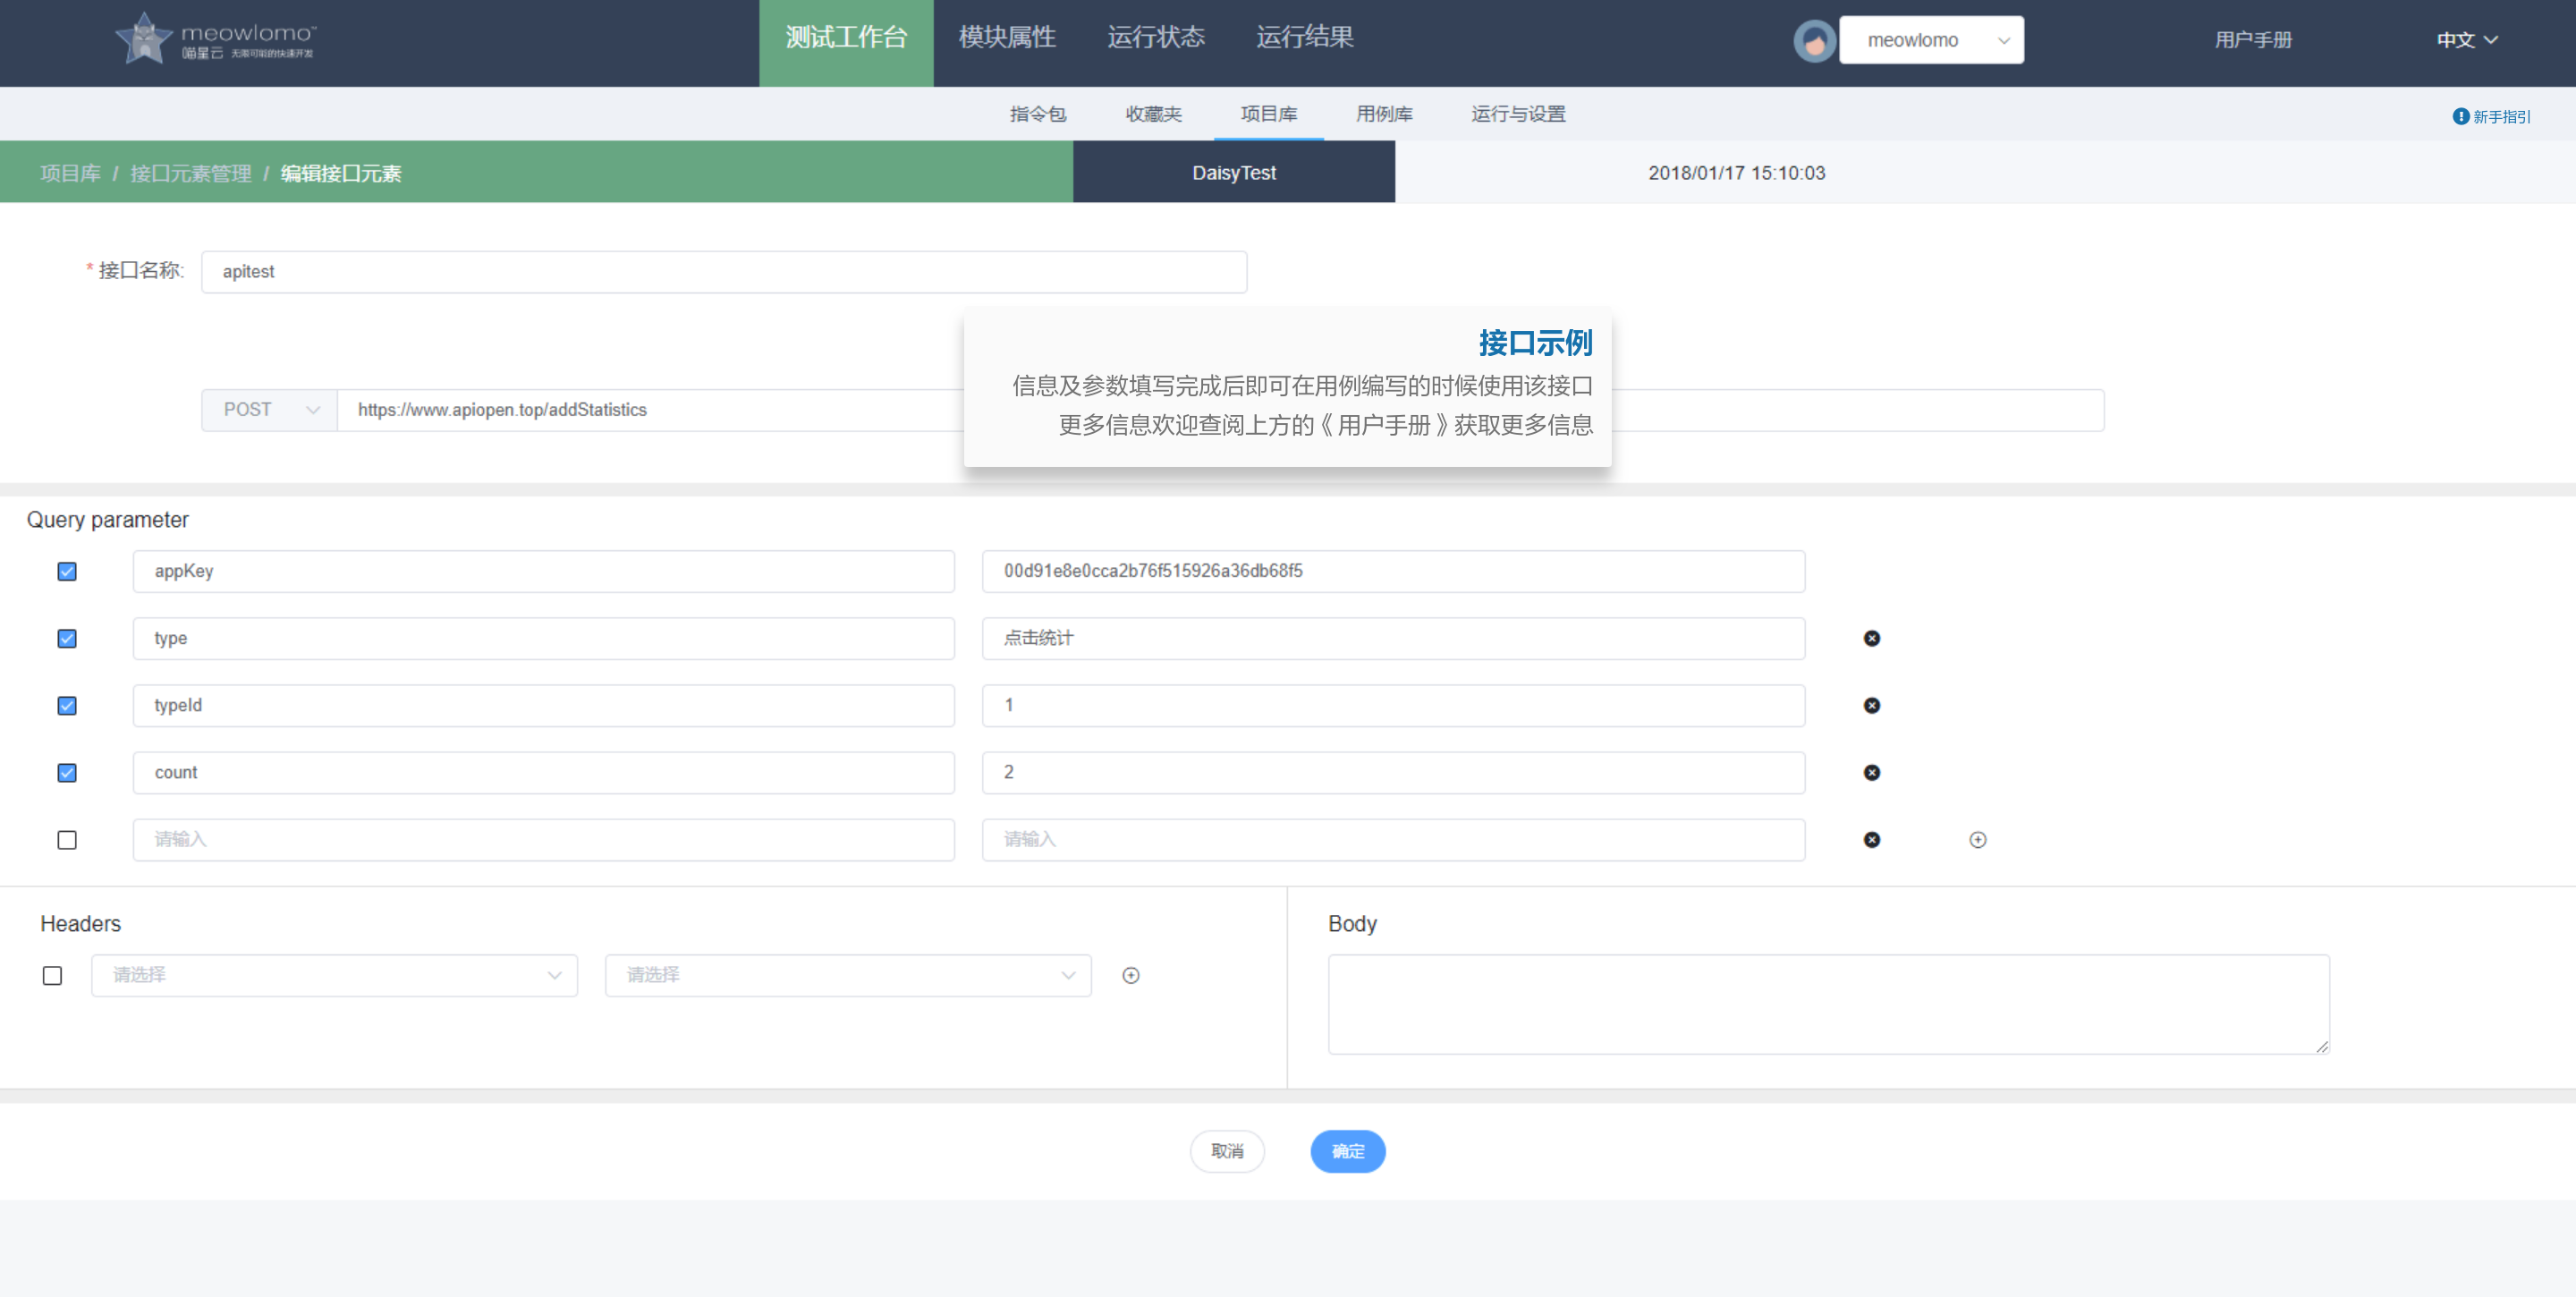 meowlomo™
喵星云 无限可能的快速开发
测试工作台 模块属性 运行状态 运行结果
meowlomo
用户手册
中文
指令包 收藏夹 项目库 用例库 运行与设置
新手指引
项目库 / 接口元素管理 / 编辑接口元素
DaisyTest
2018/01/17 15:10:03
* 接口名称: apitest
接口示例
信息及参数填写完成后即可在用例编写的时候使用该接口
更多信息欢迎查阅上方的《用户手册》获取更多信息
POST https://www.apiopen.top/addStatistics
Query parameter
appKey 00d91e8e0cca2b76f515926a36db68f5
type 点击统计
typeId 1
count 2
请输入 请输入
Headers
请选择 请选择
Body
取消 确定